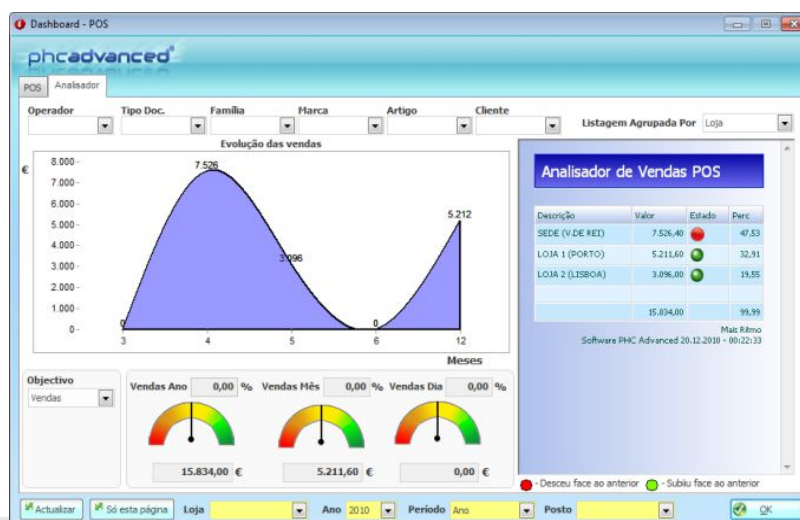 Dashboard - POS
phcadvanced
POS Analisador
Operador Tipo Doc. Família Marca Artigo Cliente
Listagem Agrupada Por Loja
Evolução das vendas
€
8.000
7.000
6.000
5.000
4.000
3.000
2.000
1.000
0
0 7.526 3.096 0 5.212
3 4 5 6 12
Meses
Analisador de Vendas POS
Descrição Valor Estado Perc
SEDE (V.DE REI) 7.526,40 47,53
LOJA 1 (PORTO) 5.211,60 32,91
LOJA 2 (LISBOA) 3.096,00 19,55
15.834,00 99,99
Mais Ritmo
Software PHC Advanced 20.12.2010 - 00:22:33
Objectivo
Vendas
Vendas Ano 0,00 % Vendas Mês 0,00 % Vendas Dia 0,00 %
15.834,00 € 5.211,60 € 0,00 €
- Desceu face ao anterior - Subiu face ao anterior
Actualizar Só esta página Loja Ano 2010 Período Ano Posto OK